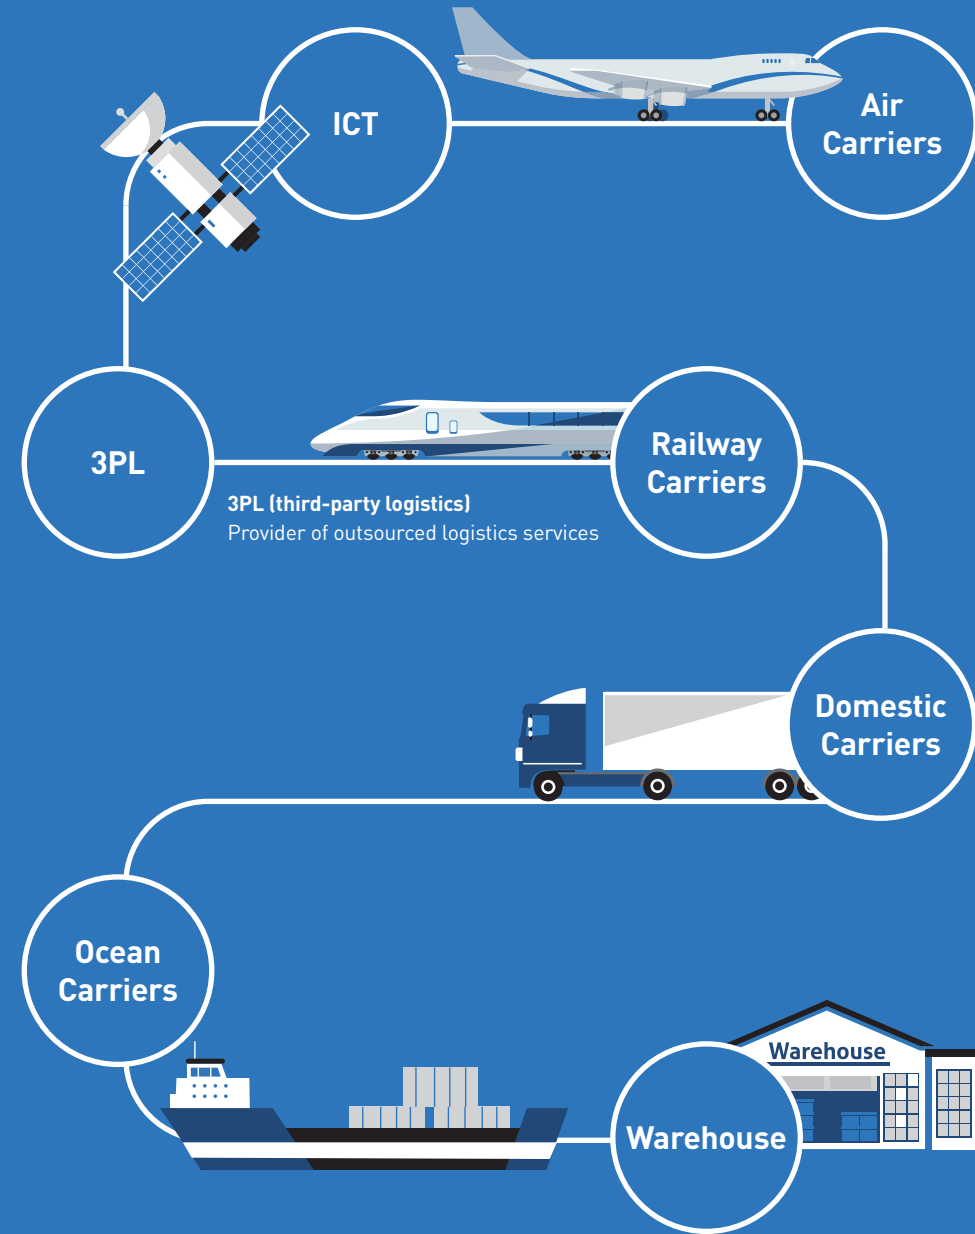 ICT
Air
Carriers
3PL
Railway
Carriers
3PL (third-party logistics)
Provider of outsourced logistics services
Domestic
Carriers
Ocean
Carriers
Warehouse
Warehouse